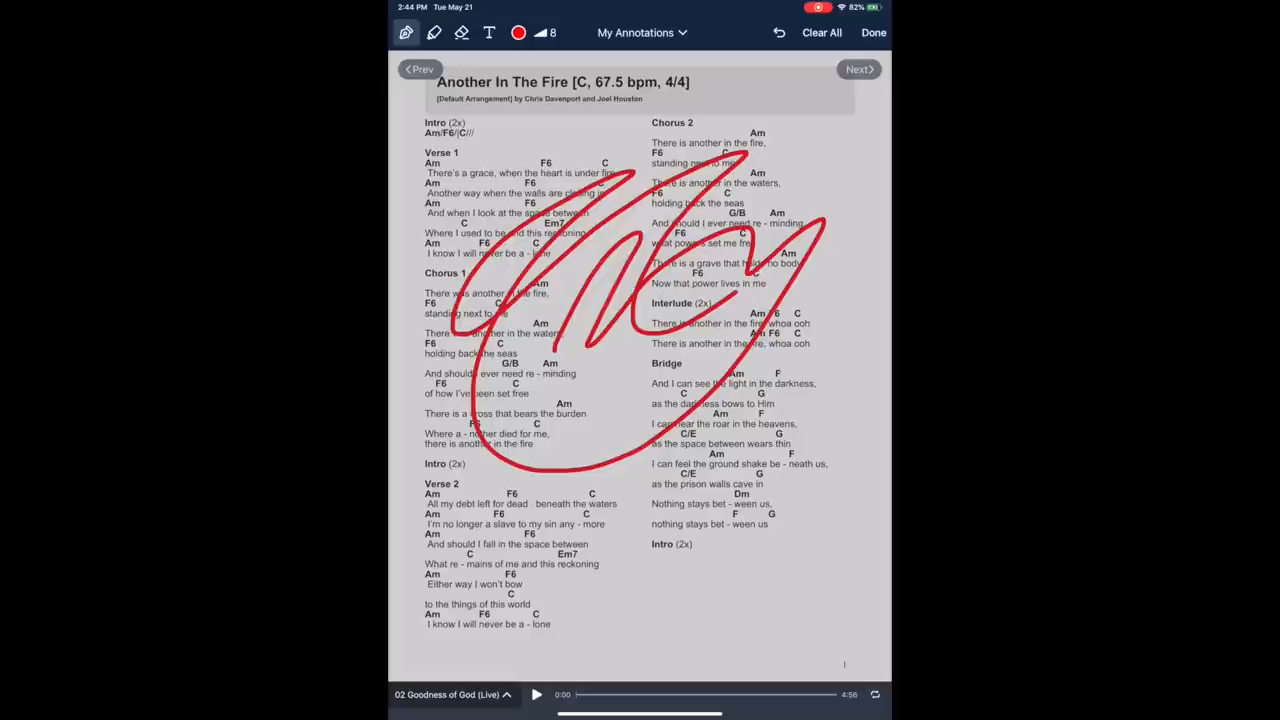 2:44 PM Tue May 21
82%
8
My Annotations
Clear All
Done
Prev
Next
Another In The Fire [C, 67.5 bpm, 4/4]
[Default Arrangement] by Chris Davenport and Joel Houston
Intro (2x)
Am/F6/|C///
Verse 1
Am F6 C
There's a grace, when the heart is under fire
Am F6 C
Another way when the walls are closing in
Am F6
And when I look at the space between
C Em7
Where I used to be and this reckoning
Am F6 C
I know I will never be a - lone
Chorus 1
Am
There was another in the fire,
F6 C
standing next to me
Am
There was another in the waters,
F6 C
holding back the seas
G/B Am
And should I ever need re - minding
F6 C
of how I've been set free
Am
There is a cross that bears the burden
F6 C
Where a - nother died for me,
there is another in the fire
Intro (2x)
Verse 2
Am F6 C
All my debt left for dead beneath the waters
Am F6 C
I'm no longer a slave to my sin any - more
Am F6
And should I fall in the space between
C Em7
What re - mains of me and this reckoning
Am F6
Either way I won't bow
C
to the things of this world
Am F6 C
I know I will never be a - lone
Chorus 2
Am
There is another in the fire,
F6 C
standing next to me
Am
There is another in the waters,
F6 C
holding back the seas
G/B Am
And should I ever need re - minding
F6 C
what power set me free
Am
There is a grave that holds no body
F6 C
Now that power lives in me
Interlude (2x)
Am F6 C
There is another in the fire, whoa ooh
Am F6 C
There is another in the fire, whoa ooh
Bridge
Am F
And I can see the light in the darkness,
C G
as the darkness bows to Him
Am F
I can hear the roar in the heavens,
C/E G
as the space between wears thin
Am F
I can feel the ground shake be - neath us,
C/E G
as the prison walls cave in
Dm
Nothing stays bet - ween us,
F G
nothing stays bet - ween us
Intro (2x)
1
02 Goodness of God (Live)
0:00
4:56